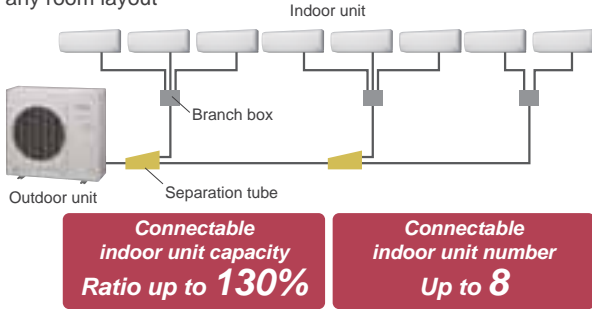 any room layout
Indoor unit
Branch box
Separation tube
Outdoor unit
Connectable
indoor unit capacity
Ratio up to 130%
Connectable
indoor unit number
Up to 8